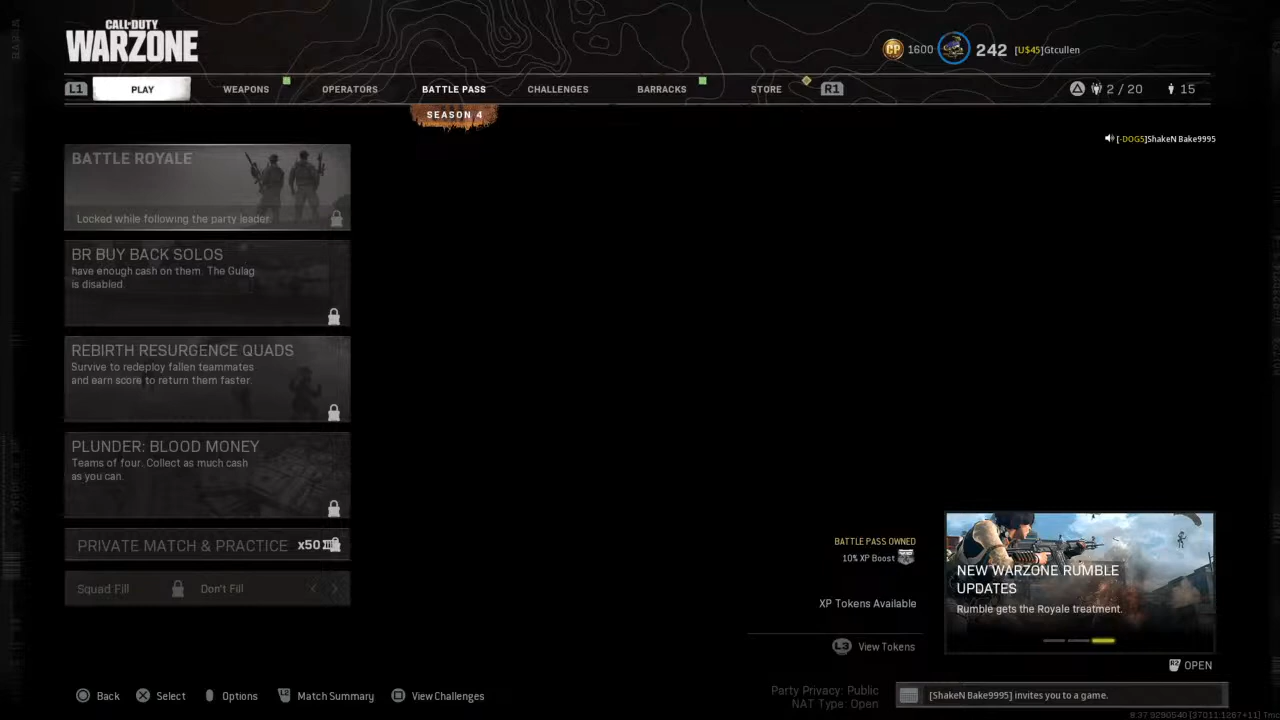 CALL OF DUTY
WARZONE
CP 1600 242 [U$45]Gtcullen
L1 PLAY WEAPONS OPERATORS BATTLE PASS CHALLENGES BARRACKS STORE R1 2 / 20 15
SEASON 4
[-DOG5]ShakeN Bake9995
BATTLE ROYALE
Locked while following the party leader.
BR BUY BACK SOLOS
have enough cash on them. The Gulag
is disabled.
REBIRTH RESURGENCE QUADS
Survive to redeploy fallen teammates
and earn score to return them faster.
PLUNDER: BLOOD MONEY
Teams of four. Collect as much cash
as you can.
PRIVATE MATCH & PRACTICE x50
Squad Fill Don't Fill
BATTLE PASS OWNED
10% XP Boost
XP Tokens Available
L3 View Tokens
NEW WARZONE RUMBLE
UPDATES
Rumble gets the Royale treatment.
R2 OPEN
Back Select Options L2 Match Summary View Challenges
Party Privacy: Public
NAT Type: Open
[ShakeN Bake9995] invites you to a game.